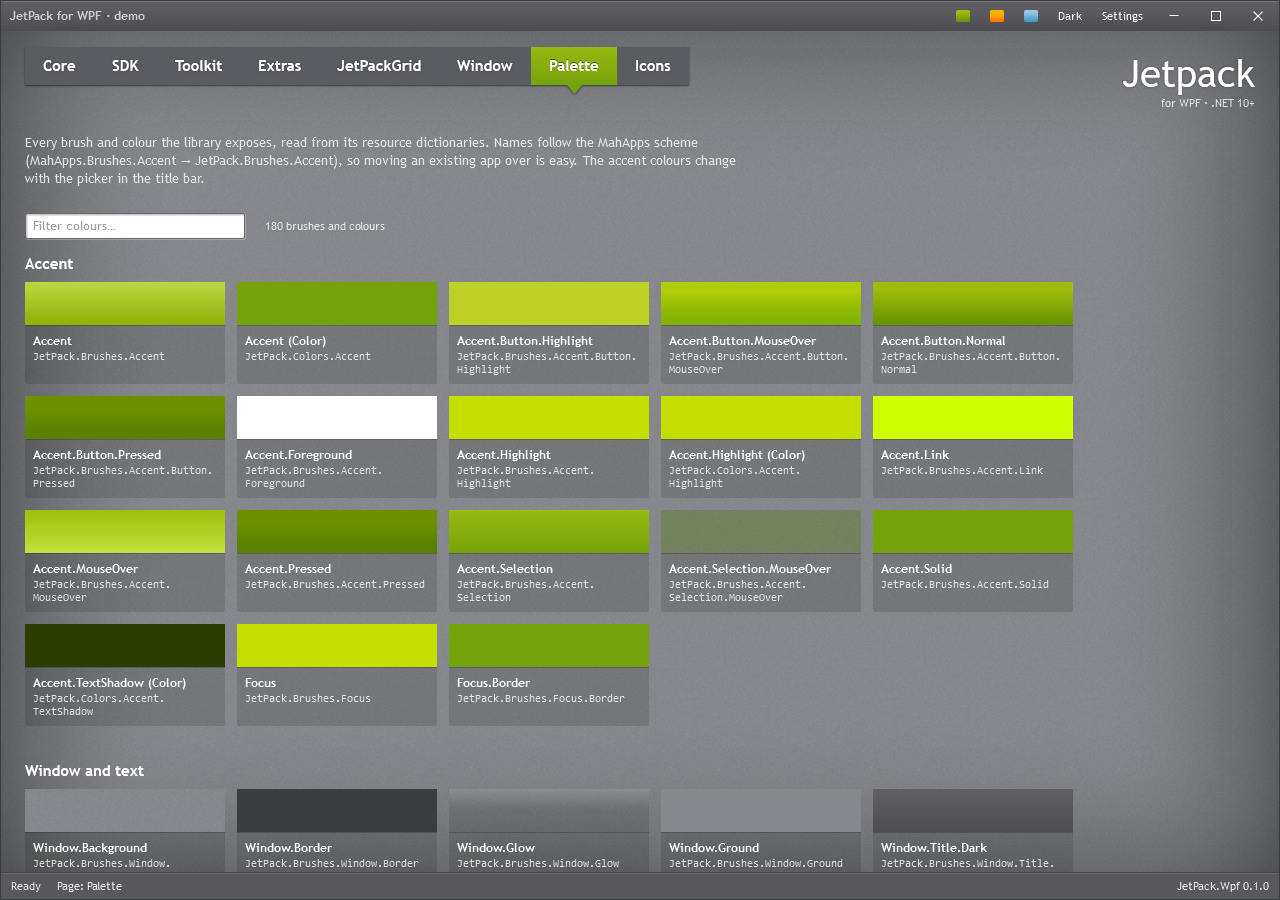 JetPack for WPF · demo
Dark
Settings
Core
SDK
Toolkit
Extras
JetPackGrid
Window
Palette
Icons
Jetpack
for WPF · .NET 10+
Every brush and colour the library exposes, read from its resource dictionaries. Names follow the MahApps scheme
(MahApps.Brushes.Accent → JetPack.Brushes.Accent), so moving an existing app over is easy. The accent colours change
with the picker in the title bar.
Filter colours...
180 brushes and colours
Accent
Accent
JetPack.Brushes.Accent
Accent (Color)
JetPack.Colors.Accent
Accent.Button.Highlight
JetPack.Brushes.Accent.Button.
Highlight
Accent.Button.MouseOver
JetPack.Brushes.Accent.Button.
MouseOver
Accent.Button.Normal
JetPack.Brushes.Accent.Button.
Normal
Accent.Button.Pressed
JetPack.Brushes.Accent.Button.
Pressed
Accent.Foreground
JetPack.Brushes.Accent.
Foreground
Accent.Highlight
JetPack.Brushes.Accent.
Highlight
Accent.Highlight (Color)
JetPack.Colors.Accent.
Highlight
Accent.Link
JetPack.Brushes.Accent.Link
Accent.MouseOver
JetPack.Brushes.Accent.
MouseOver
Accent.Pressed
JetPack.Brushes.Accent.Pressed
Accent.Selection
JetPack.Brushes.Accent.
Selection
Accent.Selection.MouseOver
JetPack.Brushes.Accent.
Selection.MouseOver
Accent.Solid
JetPack.Brushes.Accent.Solid
Accent.TextShadow (Color)
JetPack.Colors.Accent.
TextShadow
Focus
JetPack.Brushes.Focus
Focus.Border
JetPack.Brushes.Focus.Border
Window and text
Window.Background
JetPack.Brushes.Window.
Window.Border
JetPack.Brushes.Window.Border
Window.Glow
JetPack.Brushes.Window.Glow
Window.Ground
JetPack.Brushes.Window.Ground
Window.Title.Dark
JetPack.Brushes.Window.Title.
Ready
Page: Palette
JetPack.Wpf 0.1.0